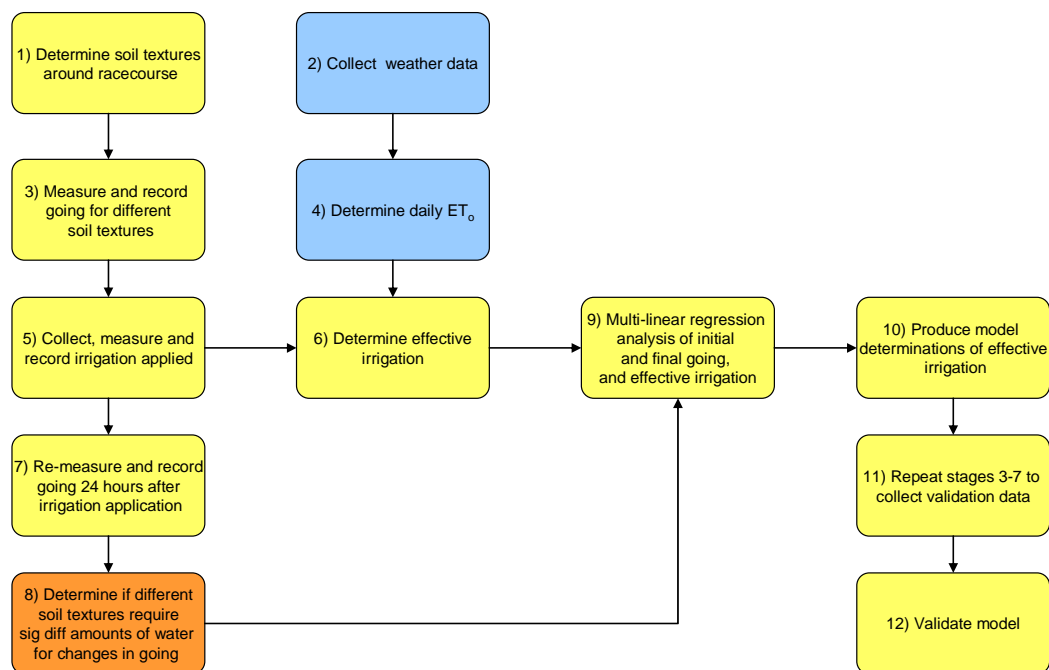 1) Determine soil textures
around racecourse
2) Collect  weather data
3) Measure and record
going for different
soil textures
4) Determine daily ETo
5) Collect, measure and
record irrigation applied
6) Determine effective
irrigation
7) Re-measure and record
going 24 hours after
irrigation application
8) Determine if different
soil textures require
sig diff amounts of water
for changes in going
9) Multi-linear regression
analysis of initial
and final going,
and effective irrigation
10) Produce model
determinations of effective
irrigation
11) Repeat stages 3-7 to
collect validation data
12) Validate model